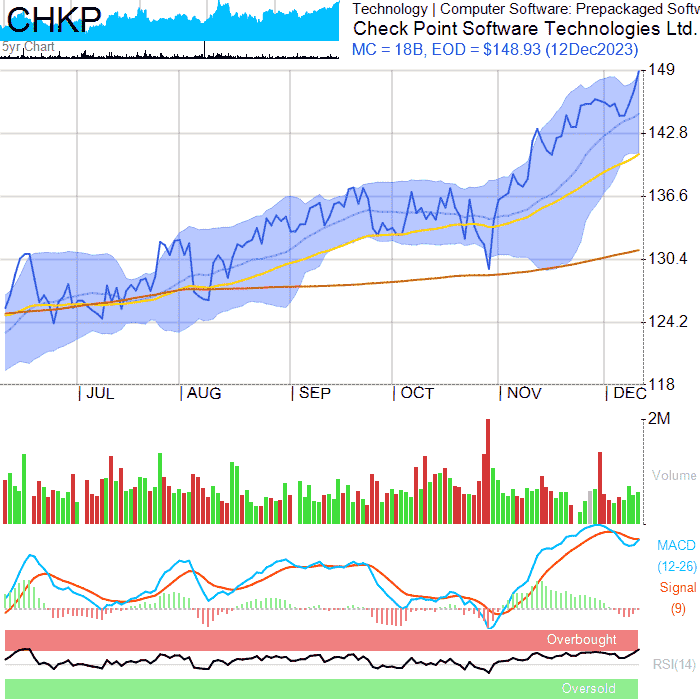 CHKP
5yr Chart
Technology | Computer Software: Prepackaged Softw
Check Point Software Technologies Ltd.
MC = 18B, EOD = $148.93 (12Dec2023)
149
142.8
136.6
130.4
124.2
118
| JUL | AUG | SEP | OCT | NOV | DEC
2M
Volume
MACD
(12-26)
Signal
(9)
Overbought
RSI(14)
Oversold